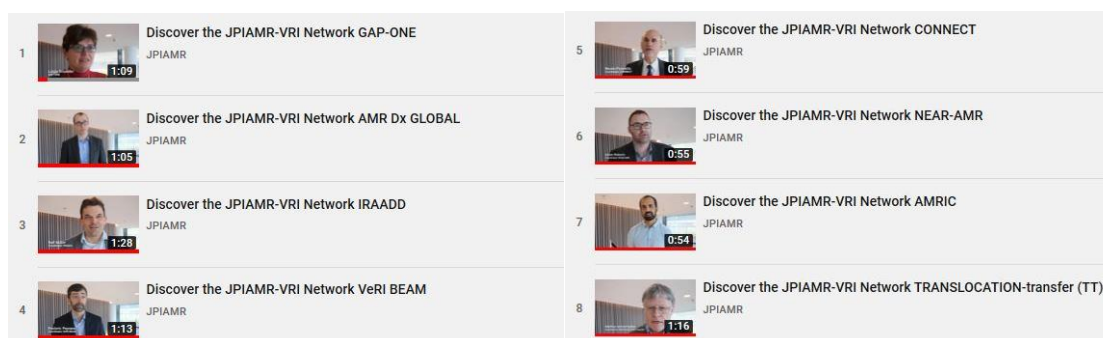 1
Discover the JPIAMR-VRI Network GAP-ONE
JPIAMR
1:09
2
Discover the JPIAMR-VRI Network AMR Dx GLOBAL
JPIAMR
1:05
3
Discover the JPIAMR-VRI Network IRAADD
JPIAMR
1:28
4
Discover the JPIAMR-VRI Network VeRI BEAM
JPIAMR
1:13
5
Discover the JPIAMR-VRI Network CONNECT
JPIAMR
0:59
6
Discover the JPIAMR-VRI Network NEAR-AMR
JPIAMR
0:55
7
Discover the JPIAMR-VRI Network AMRIC
JPIAMR
0:54
8
Discover the JPIAMR-VRI Network TRANSLOCATION-transfer (TT)
JPIAMR
1:16